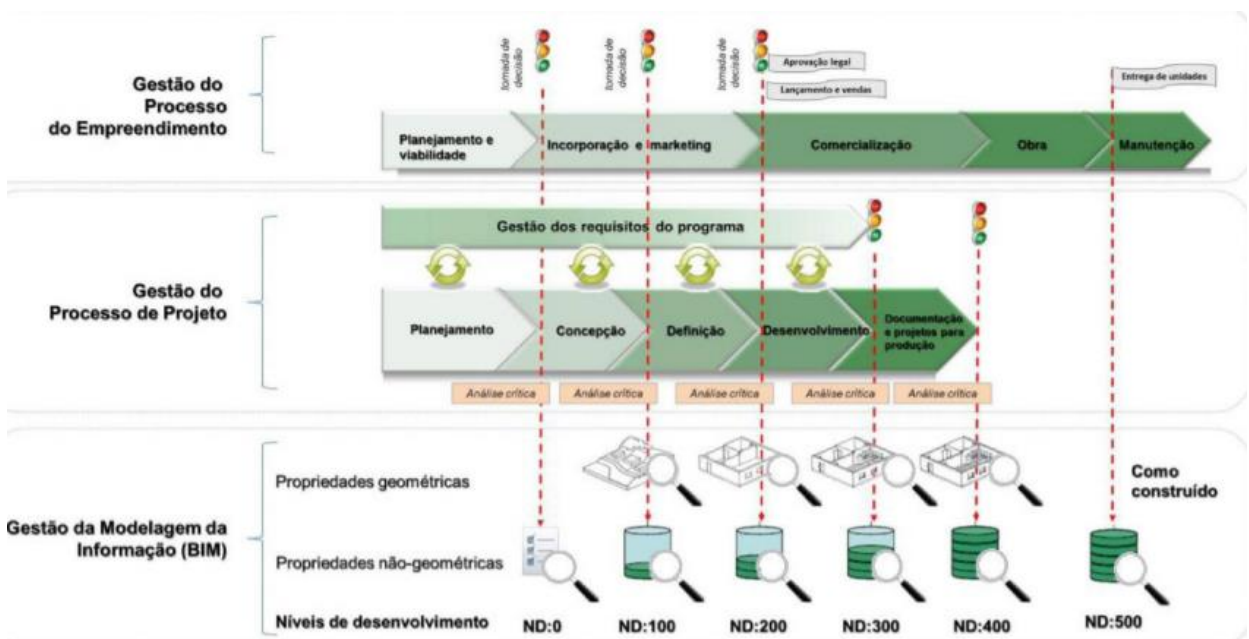 Gestão do
Processo
do Empreendimento
tomada de
decisão
tomada de
decisão
tomada de
decisão
Aprovação legal
Lançamento e vendas
Entrega de unidades
Planejamento e
viabilidade
Incorporação e marketing
Comercialização
Obra
Manutenção
Gestão do
Processo de Projeto
Gestão dos requisitos do programa
Planejamento
Concepção
Definição
Desenvolvimento
Documentação
e projetos para
produção
Análise crítica
Análise crítica
Análise crítica
Análise crítica
Análise crítica
Gestão da Modelagem da
Informação (BIM)
Propriedades geométricas
Como
construído
Propriedades não-geométricas
Níveis de desenvolvimento
ND:0
ND:100
ND:200
ND:300
ND:400
ND:500